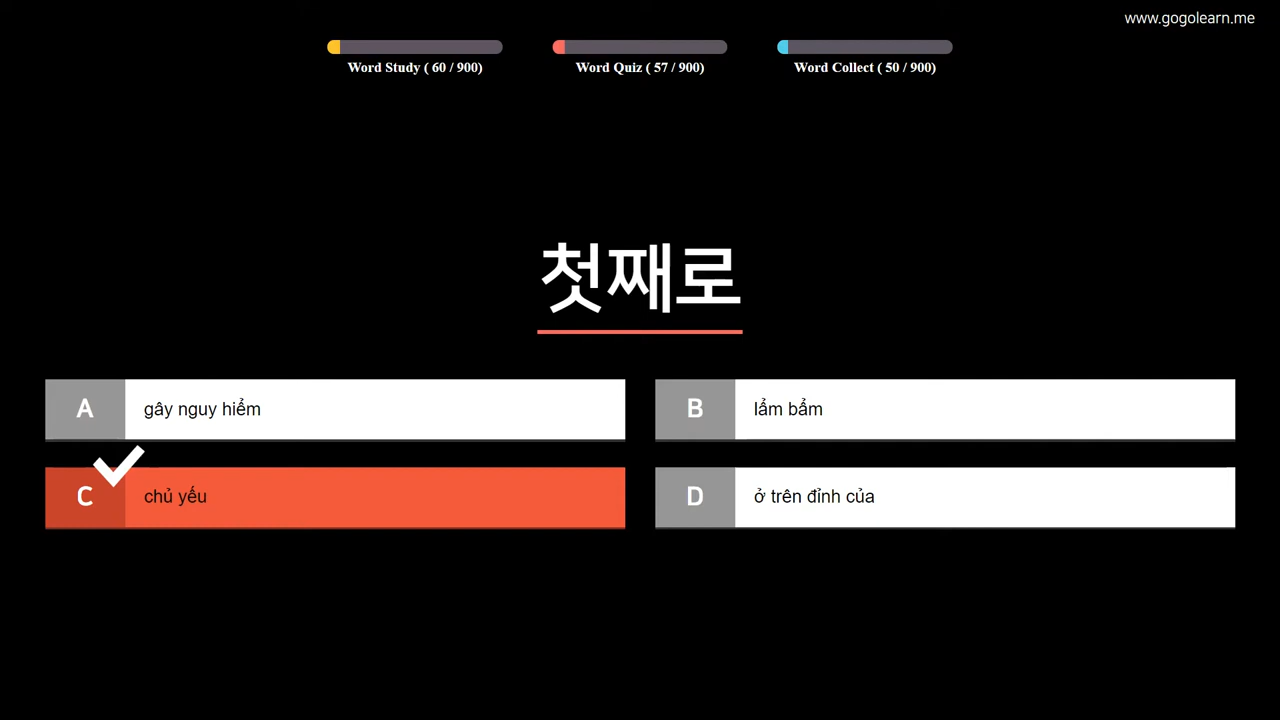 www.gogolearn.me
Word Study ( 60 / 900)
Word Quiz ( 57 / 900)
Word Collect ( 50 / 900)
첫째로
A gây nguy hiểm
B lẩm bẩm
C chủ yếu
D ở trên đỉnh của